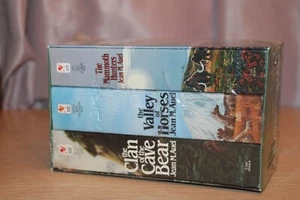 The
Mammoth
Hunters
Jean M. Auel
the
Valley
of
Horses
Jean M. Auel
the
Clan
of the
Cave
Bear
Jean M. Auel